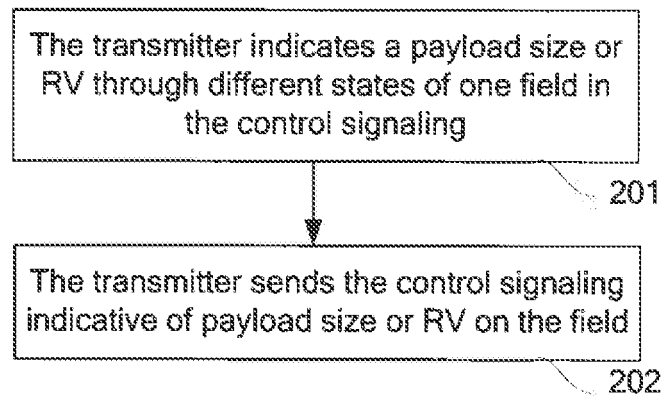 The transmitter indicates a payload size or
RV through different states of one field in
the control signaling
201
The transmitter sends the control signaling
indicative of payload size or RV on the field
202